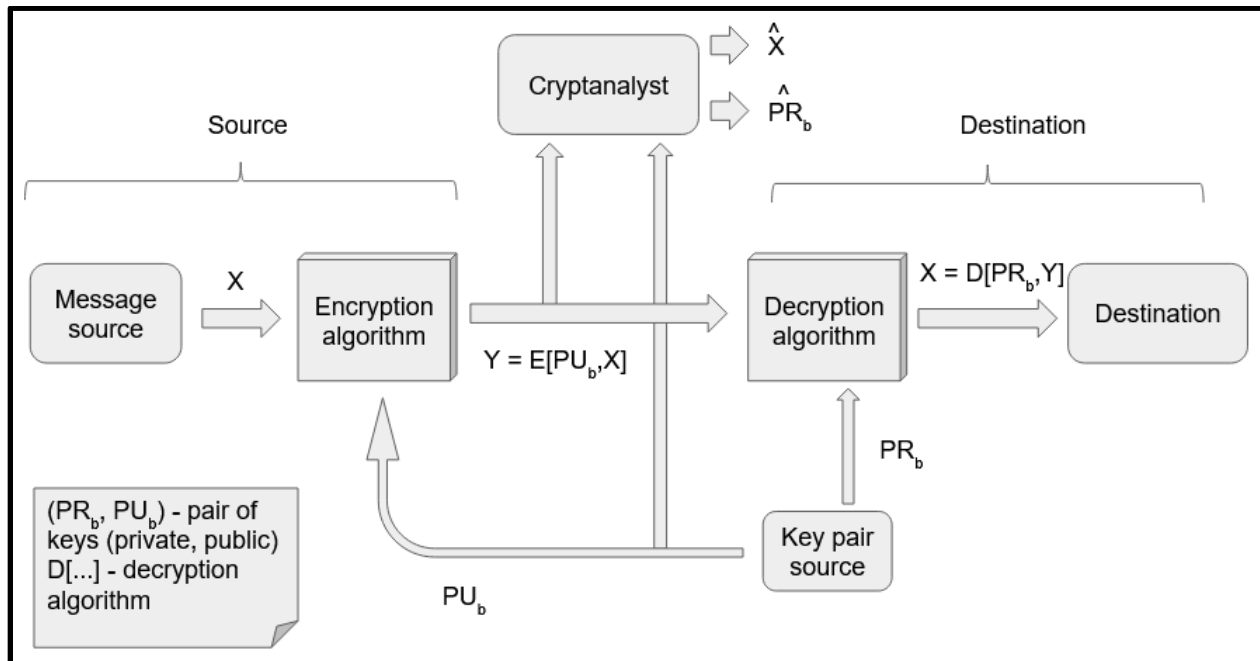 Cryptanalyst
^
X
^
PR_b
Source
Destination
Message
source
X
Encryption
algorithm
Y = E[PU_b,X]
Decryption
algorithm
X = D[PR_b,Y]
Destination
PR_b
(PR_b, PU_b) - pair of
keys (private, public)
D[...] - decryption
algorithm
PU_b
Key pair
source